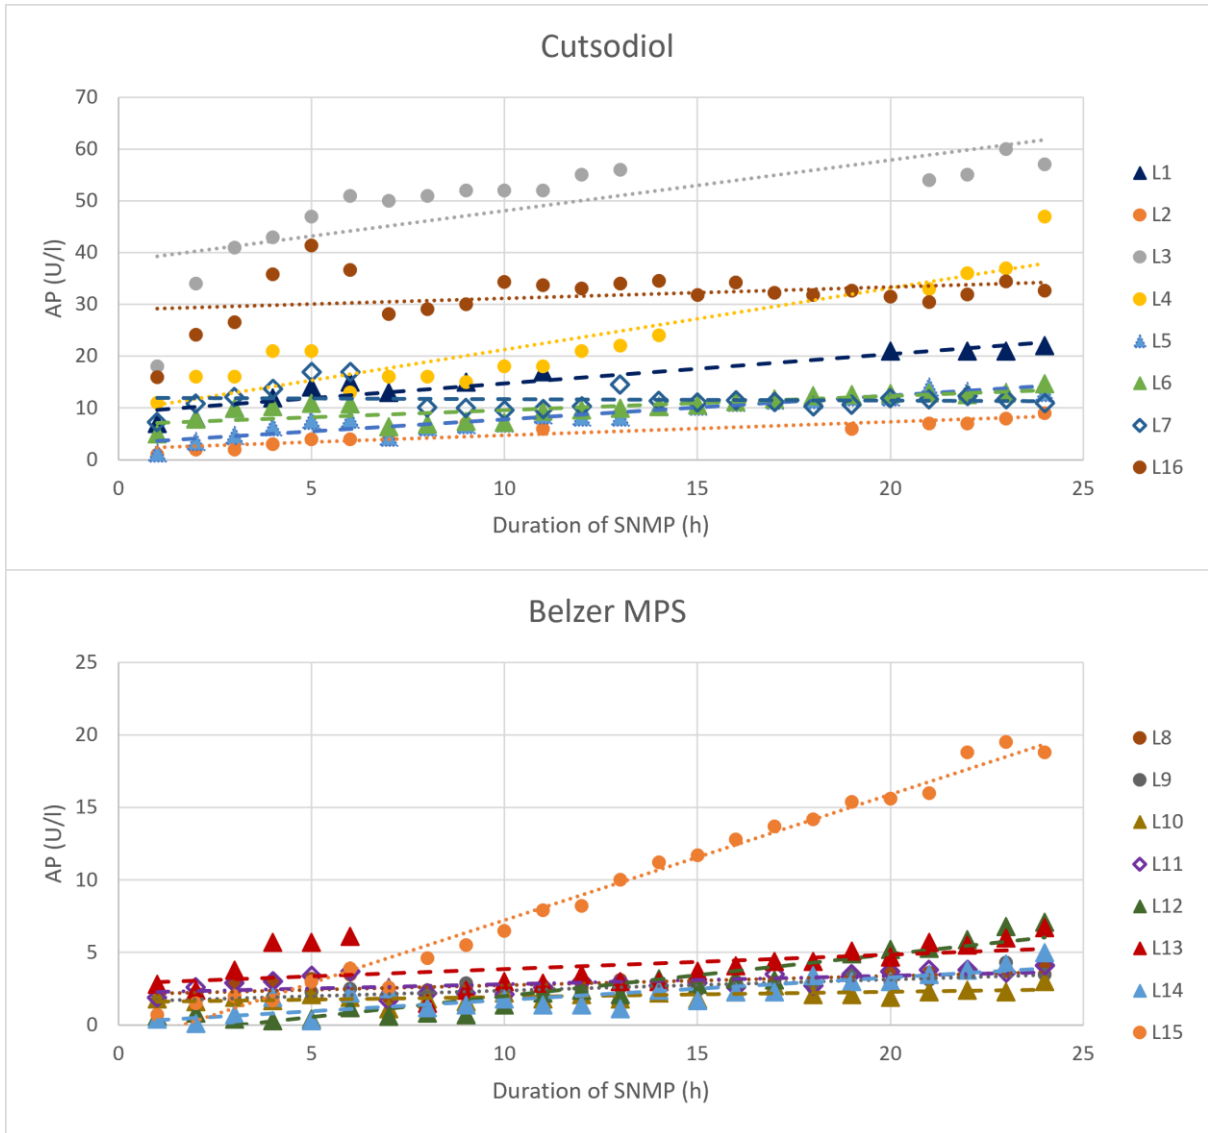 Cutsodiol
70
60
50
40
30
20
10
0
AP (U/l)
0 5 10 15 20 25
Duration of SNMP (h)
L1
L2
L3
L4
L5
L6
L7
L16
Belzer MPS
25
20
15
10
5
0
AP (U/l)
0 5 10 15 20 25
Duration of SNMP (h)
L8
L9
L10
L11
L12
L13
L14
L15